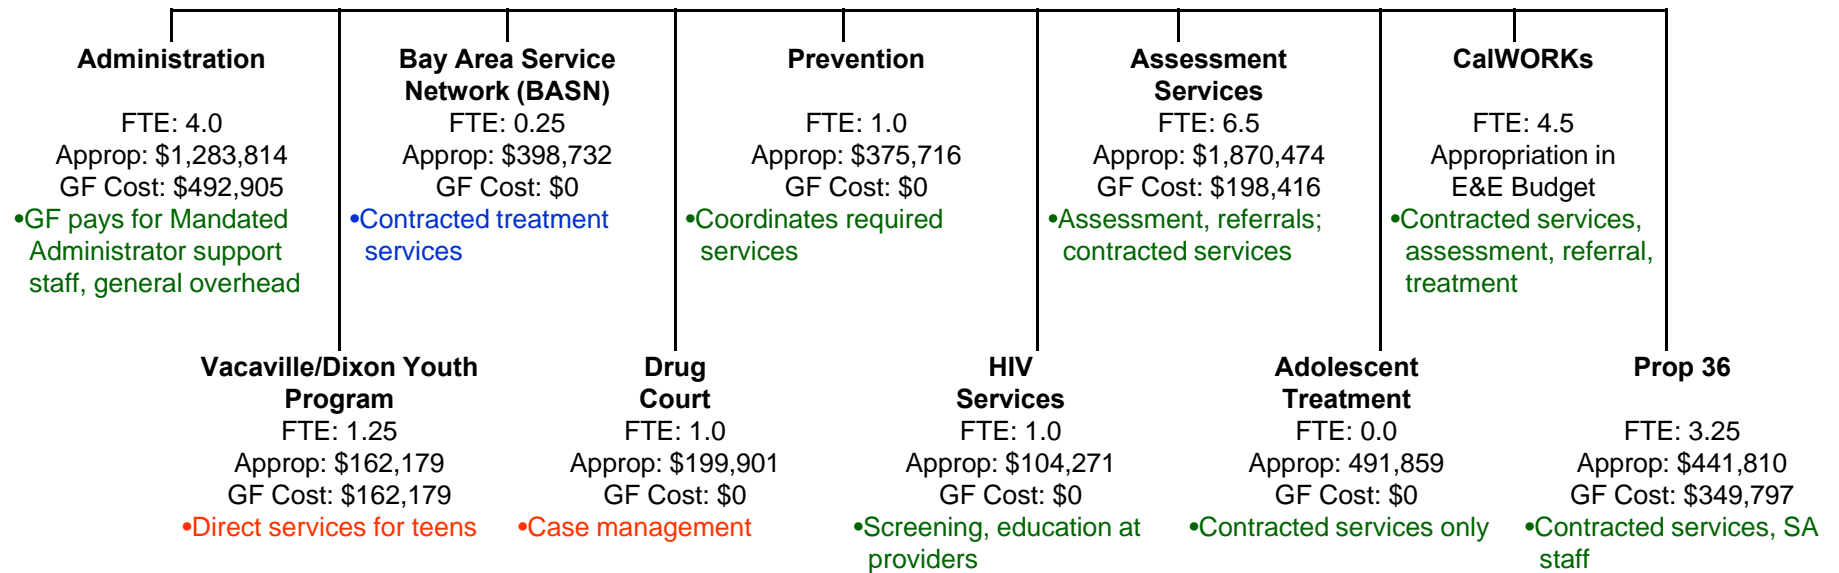 Administration
FTE: 4.0
Approp: $1,283,814
GF Cost: $492,905
•GF pays for Mandated
Administrator support
staff, general overhead
Bay Area Service
Network (BASN)
FTE: 0.25
Approp: $398,732
GF Cost: $0
•Contracted treatment
services
Prevention
FTE: 1.0
Approp: $375,716
GF Cost: $0
•Coordinates required
services
Assessment
Services
FTE: 6.5
Approp: $1,870,474
GF Cost: $198,416
•Assessment, referrals;
contracted services
CalWORKs
FTE: 4.5
Appropriation in
E&E Budget
•Contracted services,
assessment, referral,
treatment
Vacaville/Dixon Youth
Program
FTE: 1.25
Approp: $162,179
GF Cost: $162,179
•Direct services for teens
Drug
Court
FTE: 1.0
Approp: $199,901
GF Cost: $0
•Case management
HIV
Services
FTE: 1.0
Approp: $104,271
GF Cost: $0
•Screening, education at
providers
Adolescent
Treatment
FTE: 0.0
Approp: 491,859
GF Cost: $0
•Contracted services only
Prop 36
FTE: 3.25
Approp: $441,810
GF Cost: $349,797
•Contracted services, SA
staff